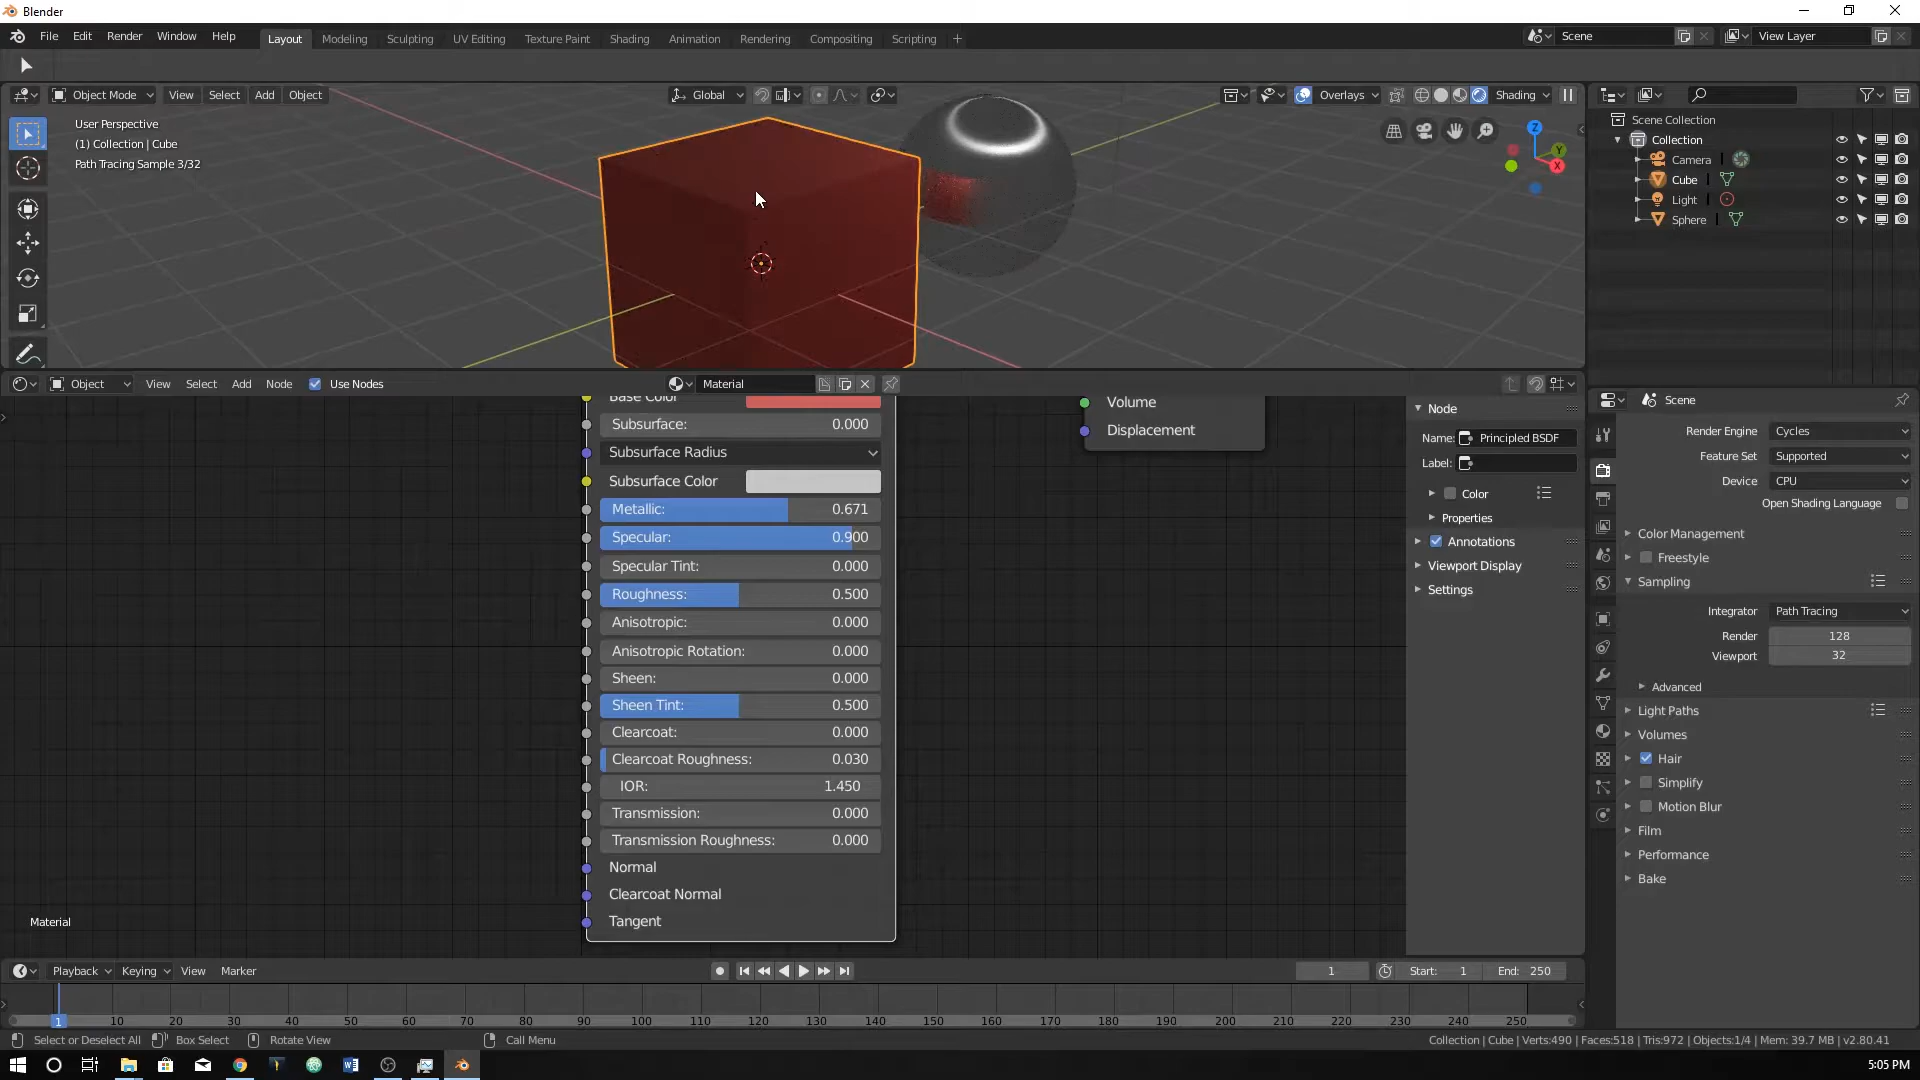 Blender
File Edit Render Window Help Layout Modeling Sculpting UV Editing Texture Paint Shading Animation Rendering Compositing Scripting + Scene View Layer
Object Mode View Select Add Object Global Overlays Shading
User Perspective
(1) Collection | Cube
Path Tracing Sample 3/32
Z
Y
X
Scene Collection
Collection
Camera
Cube
Light
Sphere
Object View Select Add Node Use Nodes Material
Base Color
Subsurface: 0.000
Subsurface Radius
Subsurface Color
Metallic: 0.671
Specular: 0.900
Specular Tint: 0.000
Roughness: 0.500
Anisotropic: 0.000
Anisotropic Rotation: 0.000
Sheen: 0.000
Sheen Tint: 0.500
Clearcoat: 0.000
Clearcoat Roughness: 0.030
IOR: 1.450
Transmission: 0.000
Transmission Roughness: 0.000
Normal
Clearcoat Normal
Tangent
Volume
Displacement
Material
Node
Name: Principled BSDF
Label:
Color
Properties
Annotations
Viewport Display
Settings
Scene
Render Engine Cycles
Feature Set Supported
Device CPU
Open Shading Language
Color Management
Freestyle
Sampling
Integrator Path Tracing
Render 128
Viewport 32
Advanced
Light Paths
Volumes
Hair
Simplify
Motion Blur
Film
Performance
Bake
Playback Keying View Marker 1 Start: 1 End: 250
1 10 20 30 40 50 60 70 80 90 100 110 120 130 140 150 160 170 180 190 200 210 220 230 240 250
Select or Deselect All Box Select Rotate View Call Menu Collection | Cube | Verts:490 | Faces:518 | Tris:972 | Objects:1/4 | Mem: 39.7 MB | v2.80.41
5:05 PM